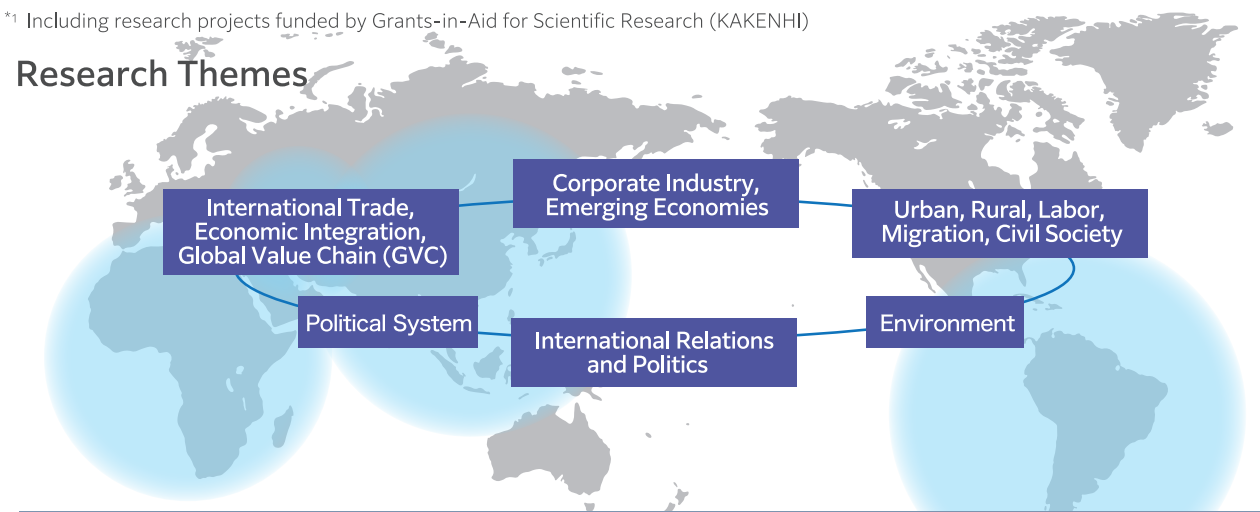 *1 Including research projects funded by Grants-in-Aid for Scientific Research (KAKENHI)
Research Themes
International Trade,
Economic Integration,
Global Value Chain (GVC)
Corporate Industry,
Emerging Economies
Urban, Rural, Labor,
Migration, Civil Society
Political System
International Relations
and Politics
Environment